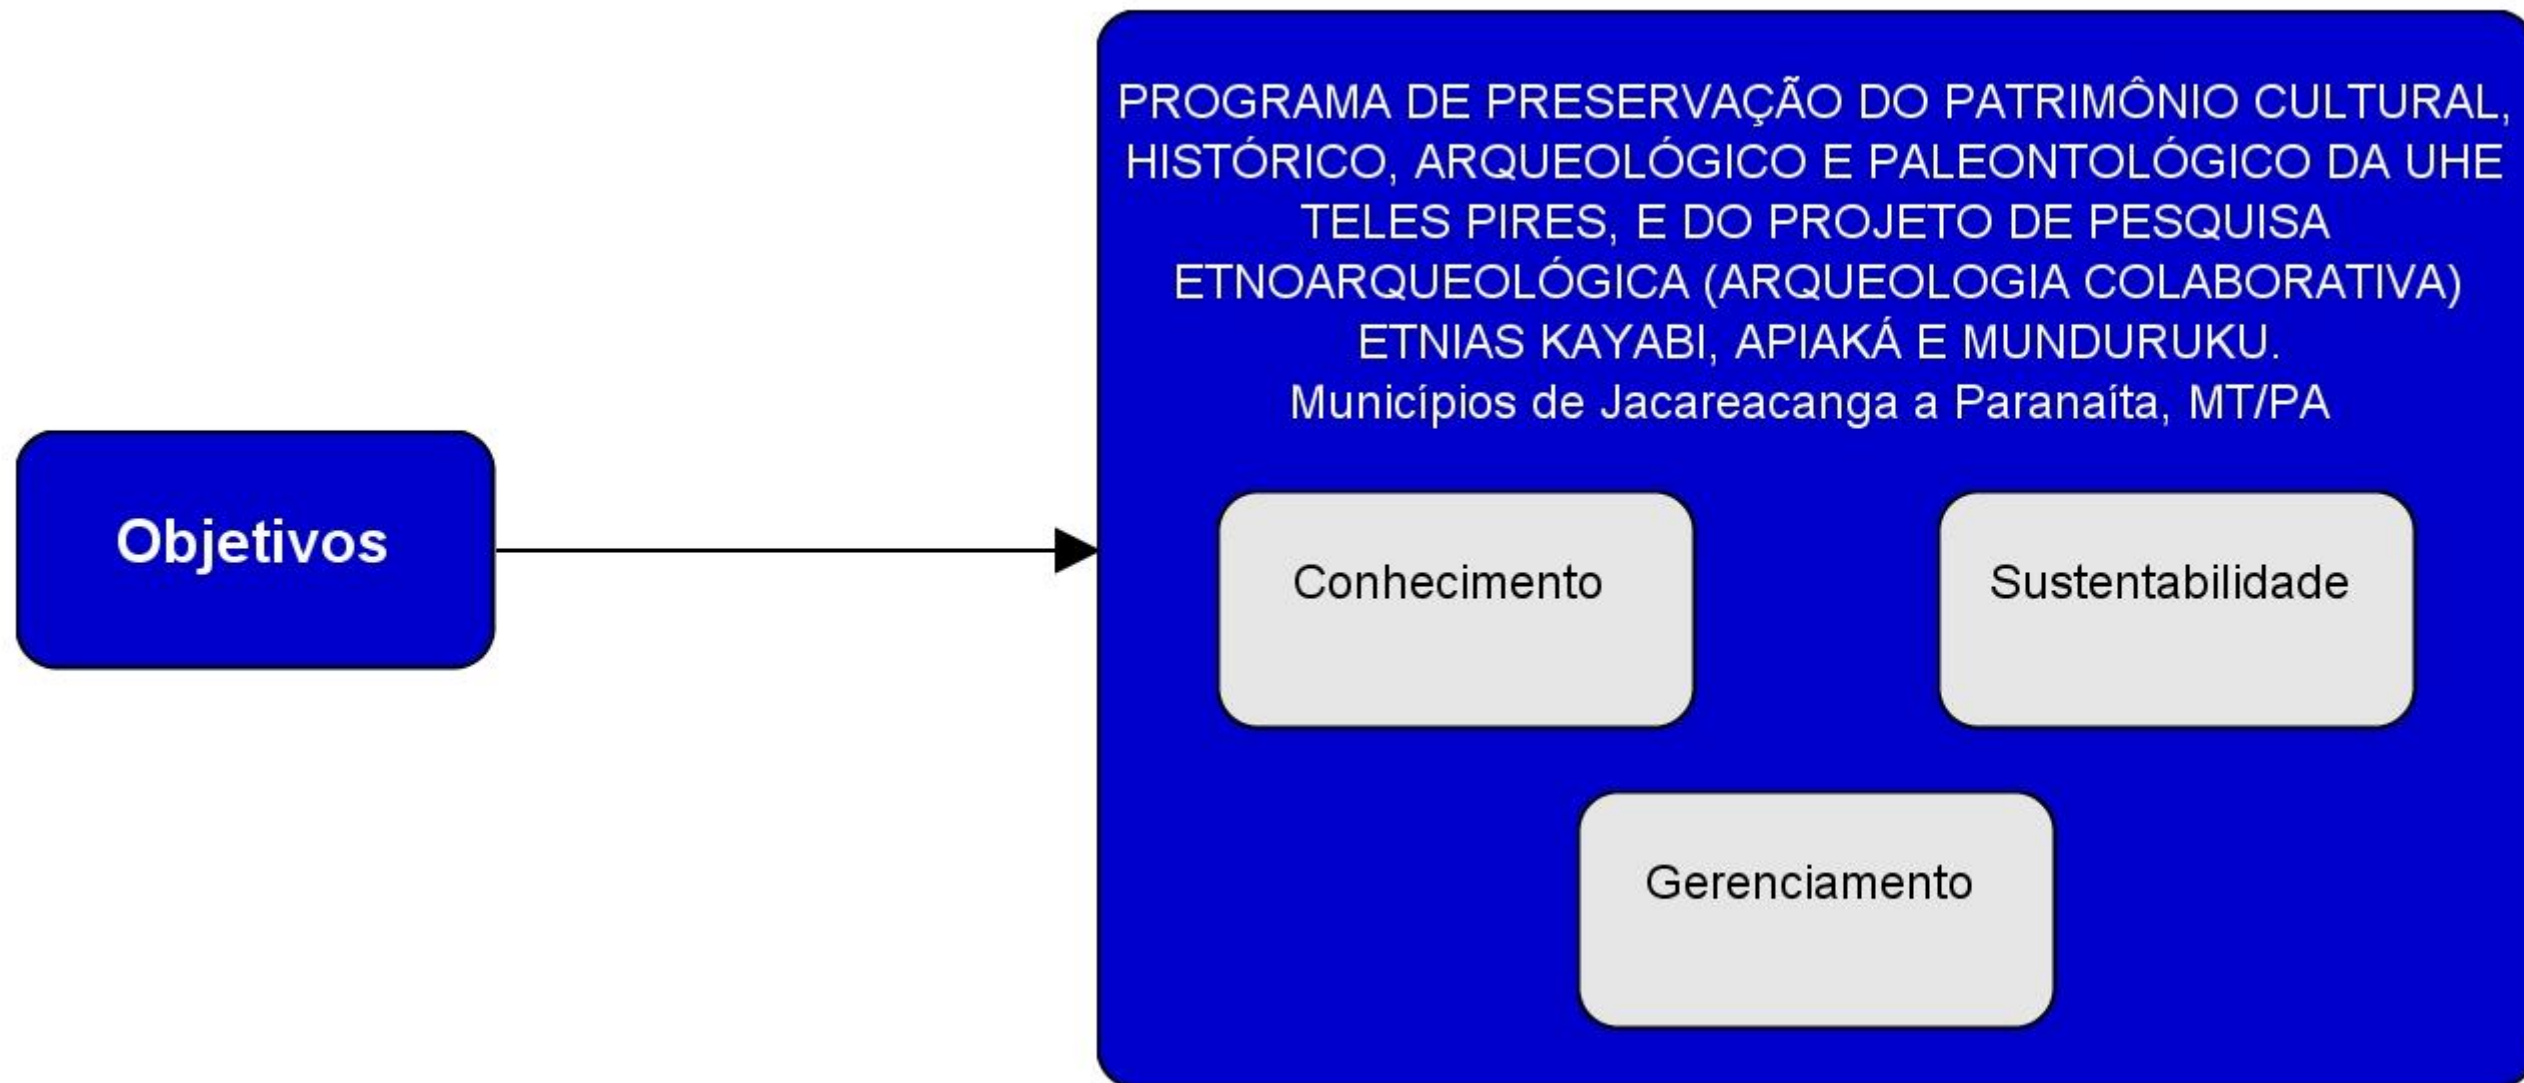 Objetivos
PROGRAMA DE PRESERVAÇÃO DO PATRIMÔNIO CULTURAL,
HISTÓRICO, ARQUEOLÓGICO E PALEONTOLÓGICO DA UHE
TELES PIRES, E DO PROJETO DE PESQUISA
ETNOARQUEOLÓGICA (ARQUEOLOGIA COLABORATIVA)
ETNIAS KAYABI, APIAKÁ E MUNDURUKU.
Municípios de Jacareacanga a Paranaíta, MT/PA
Conhecimento
Sustentabilidade
Gerenciamento